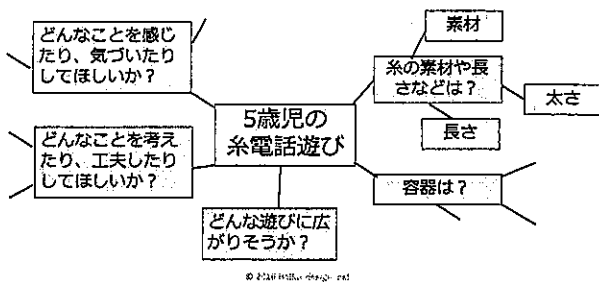 どんなことを感じ
たり、気づいたり
してほしいか？
素材
糸の素材や長
さなどは？
太さ
長さ
5歳児の
糸電話遊び
どんなことを考え
たり、工夫したり
してほしいか？
容器は？
どんな遊びに広
がりそうか？